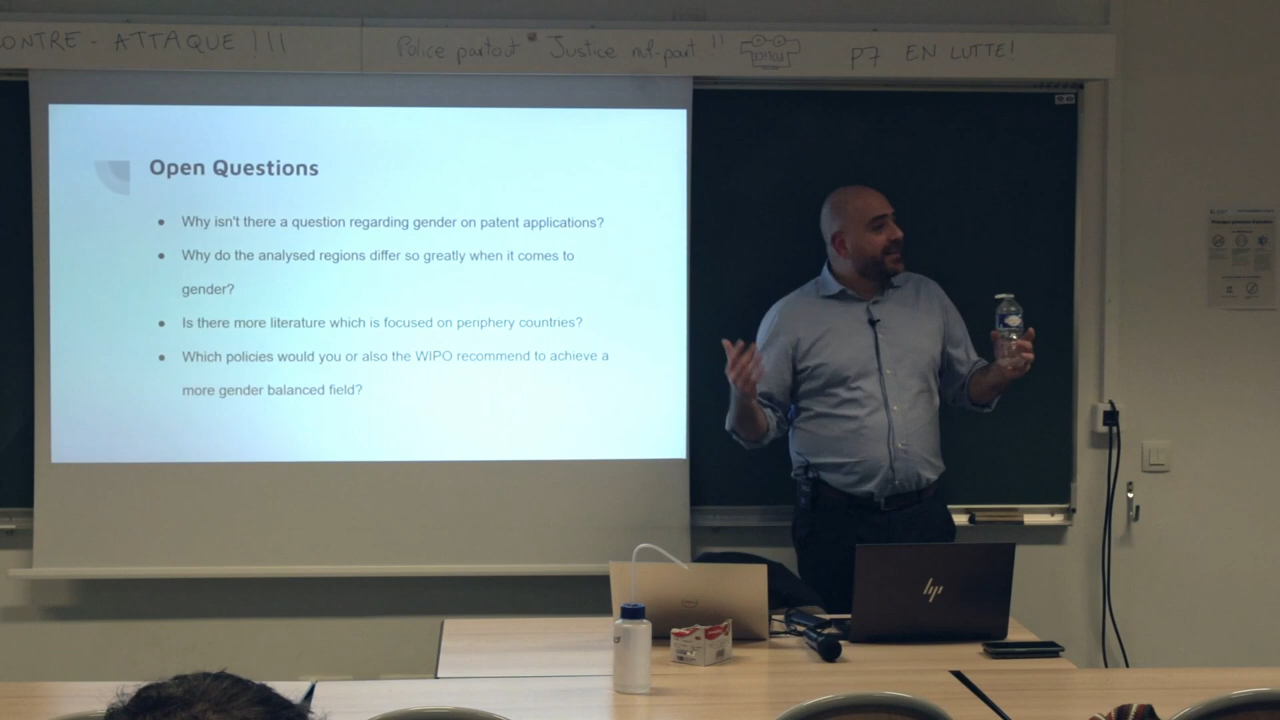 ONTRE - ATTAQUE !!!
Police partout Justice nul-part !!
P7 EN LUTTE!
Open Questions
• Why isn't there a question regarding gender on patent applications?
• Why do the analysed regions differ so greatly when it comes to
gender?
• Is there more literature which is focused on periphery countries?
• Which policies would you or also the WIPO recommend to achieve a
more gender balanced field?
DELL
hp